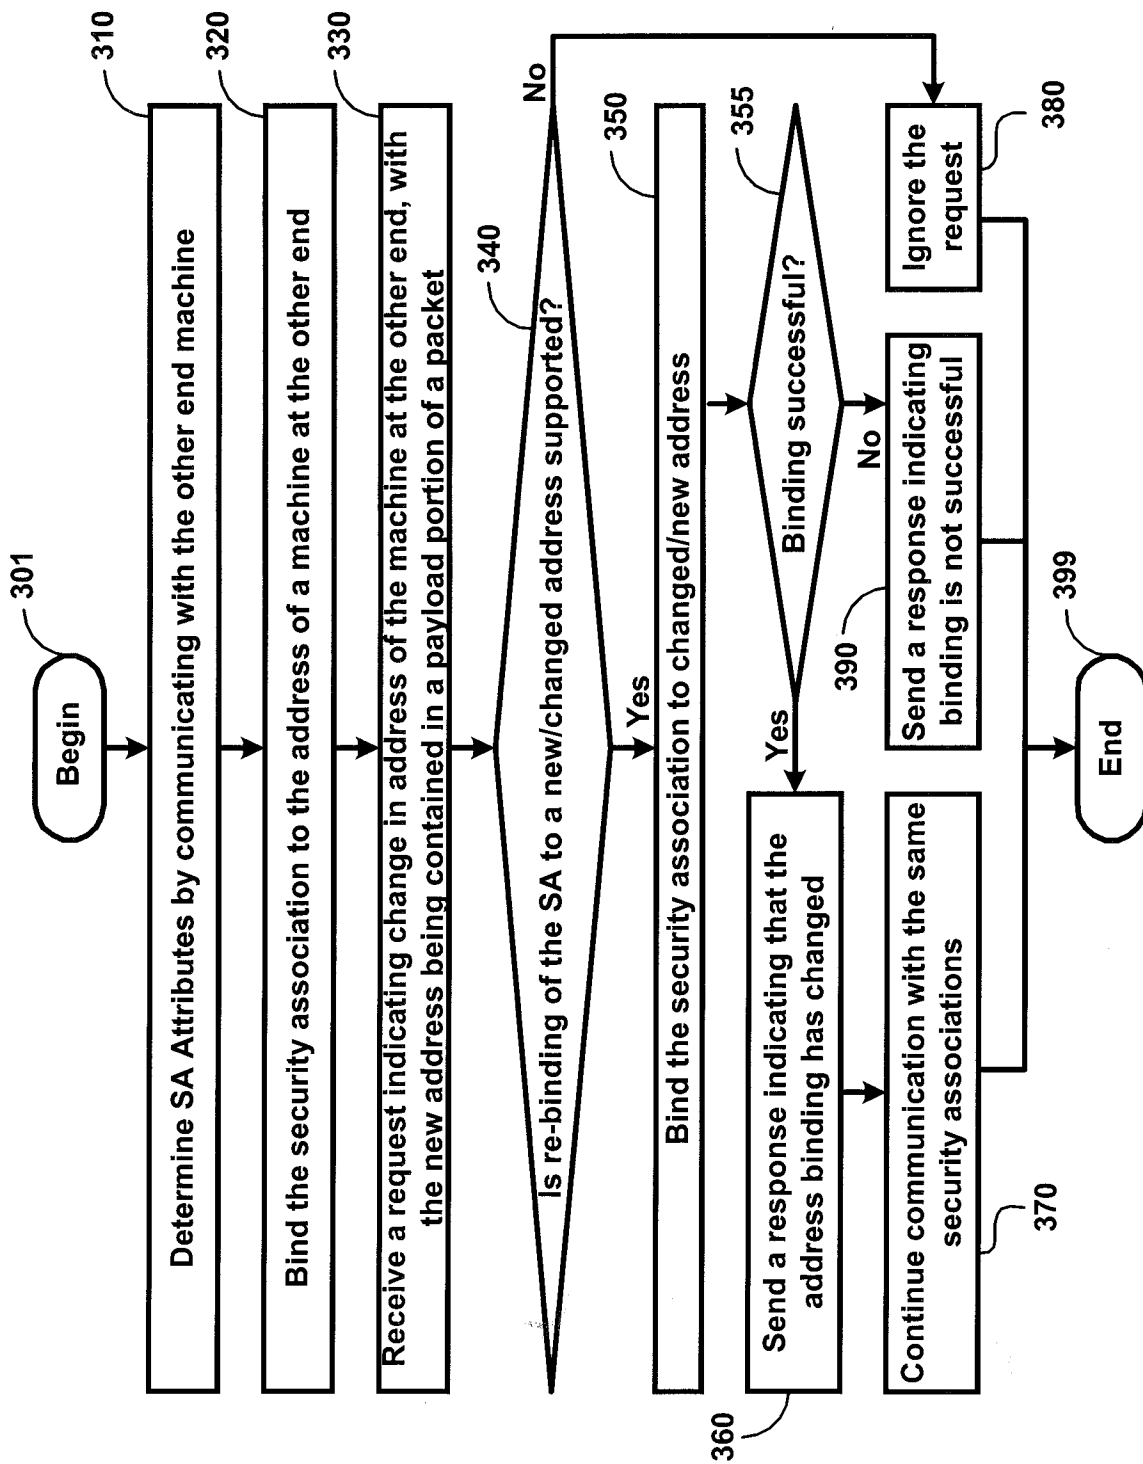 Begin
301
310
Determine SA Attributes by communicating with the other end machine
320
Bind the security association to the address of a machine at the other end
330
Receive a request indicating change in address of the machine at the other end, with
the new address being contained in a payload portion of a packet
340
Is re-binding of the SA to a new/changed address supported?
No
Yes
350
Bind the security association to changed/new address
355
Binding successful?
Yes
No
360
Send a response indicating that the
address binding has changed
390
Send a response indicating
binding is not successful
380
Ignore the
request
370
Continue communication with the same
security associations
399
End